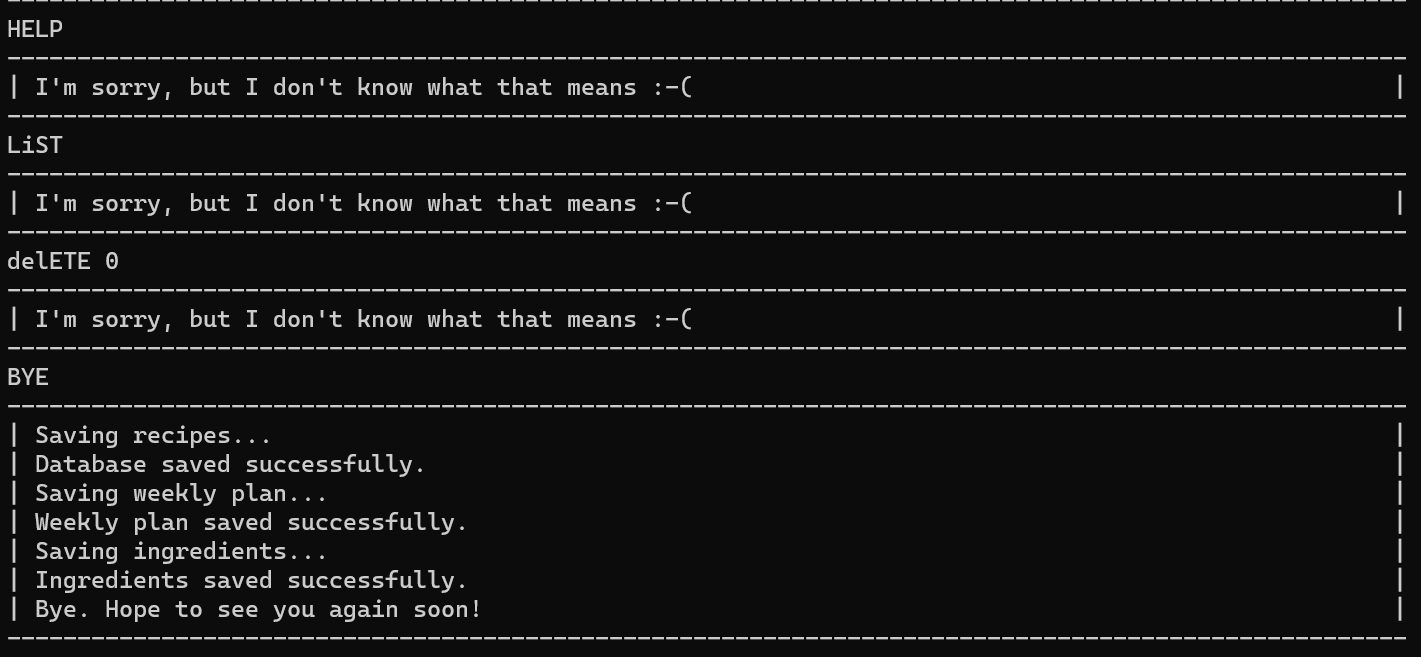 HELP
| I'm sorry, but I don't know what that means :-( |
LiST
| I'm sorry, but I don't know what that means :-( |
delETE 0
| I'm sorry, but I don't know what that means :-( |
BYE
| Saving recipes... |
| Database saved successfully. |
| Saving weekly plan... |
| Weekly plan saved successfully. |
| Saving ingredients... |
| Ingredients saved successfully. |
| Bye. Hope to see you again soon! |